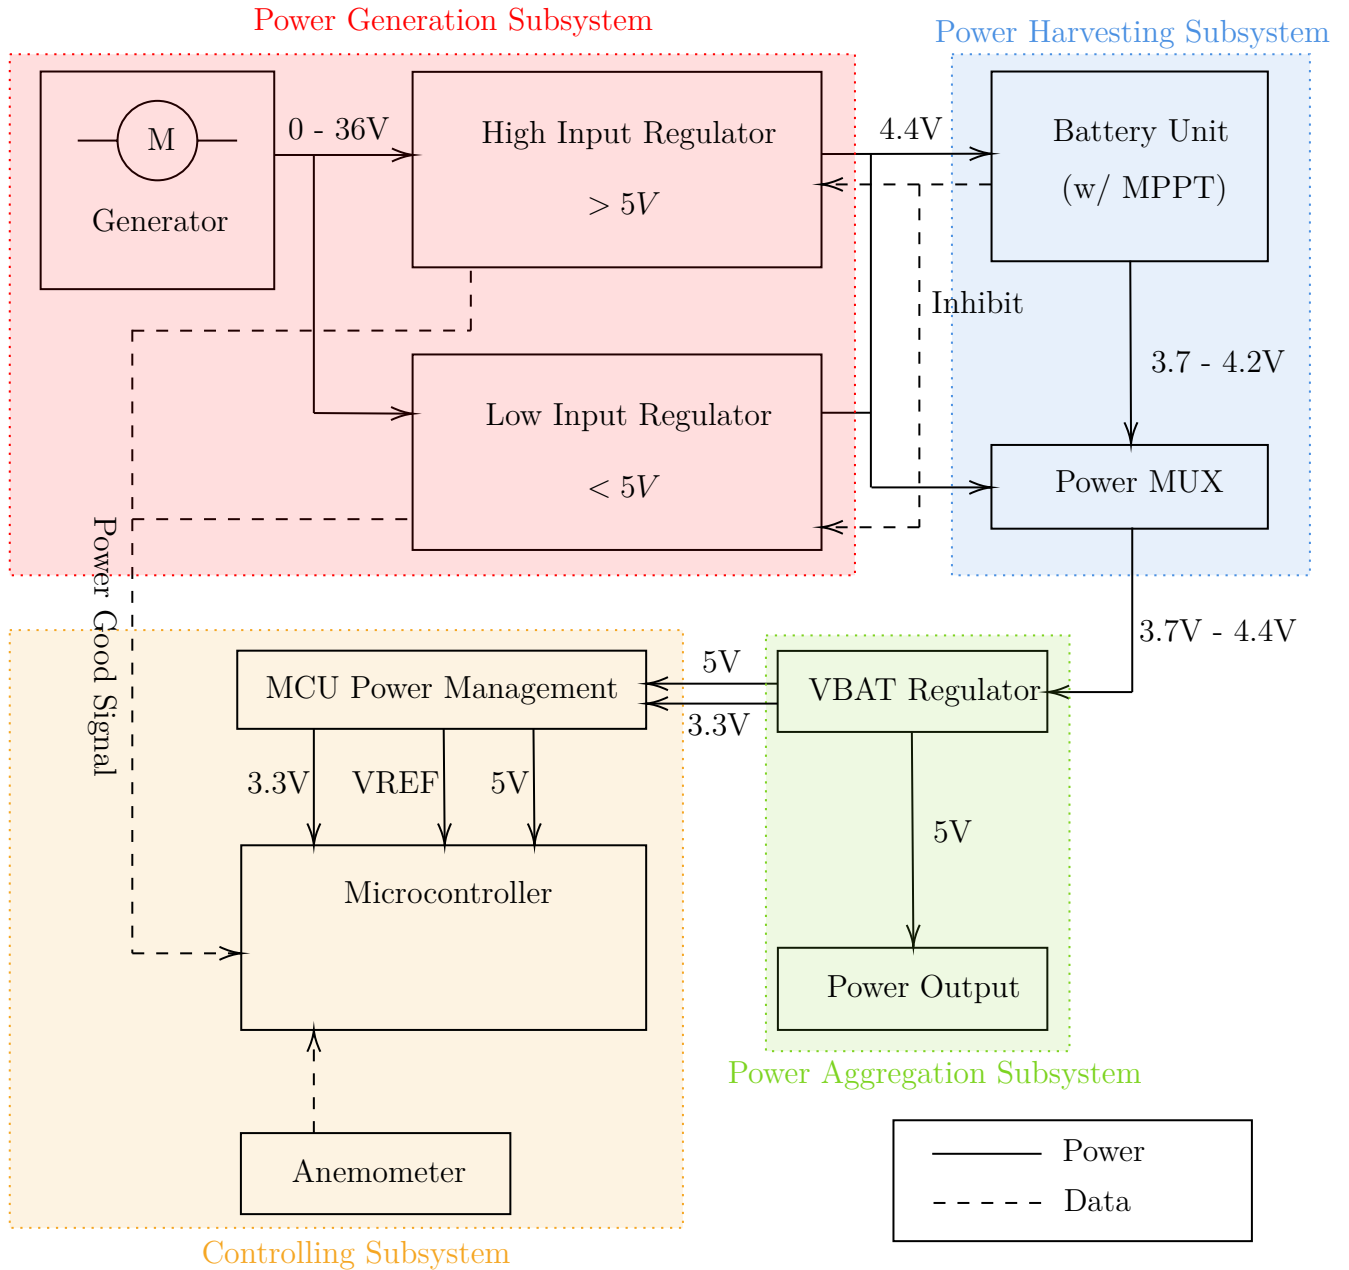 Power Generation Subsystem
Power Harvesting Subsystem
M
Generator
0 - 36V
High Input Regulator
> 5V
4.4V
Battery Unit
(w/ MPPT)
Inhibit
3.7 - 4.2V
Low Input Regulator
< 5V
Power MUX
Power Good Signal
3.7V - 4.4V
MCU Power Management
5V
3.3V
VBAT Regulator
3.3V
VREF
5V
5V
Microcontroller
Power Output
Power Aggregation Subsystem
Anemometer
Power
Data
Controlling Subsystem